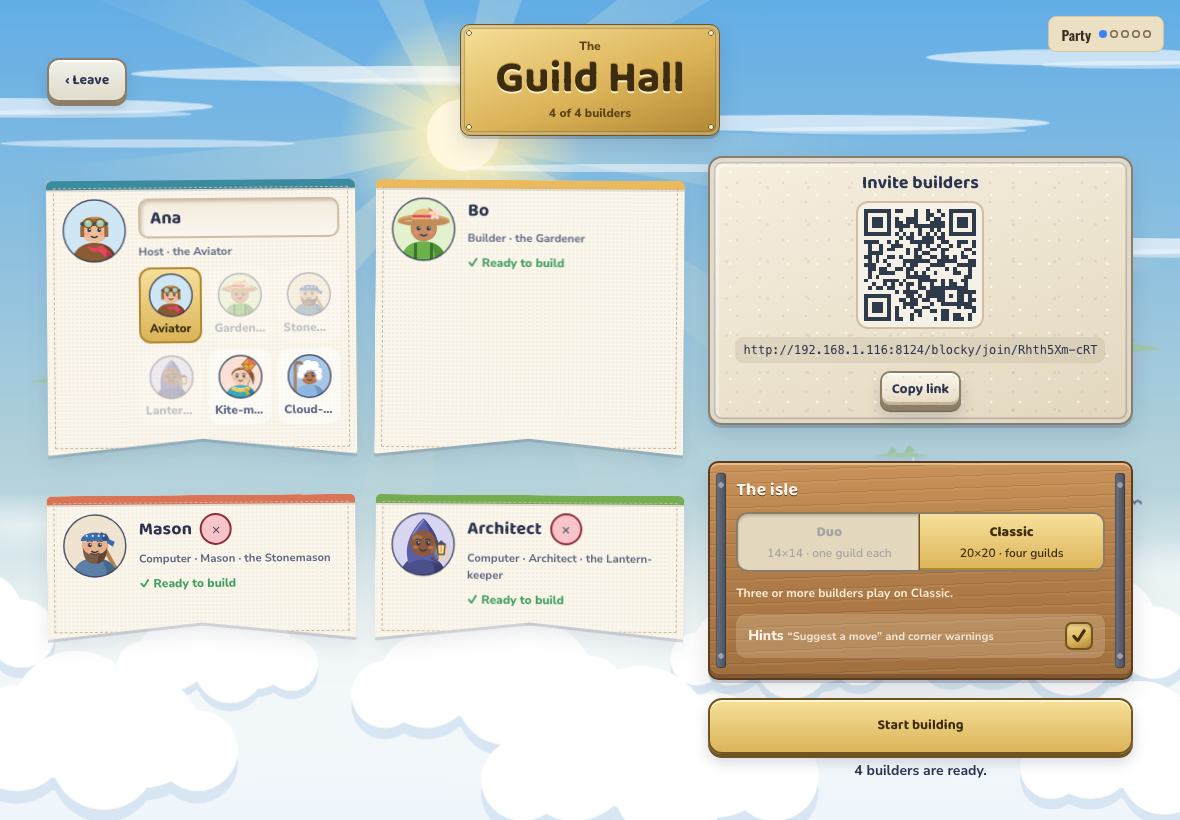 Party
‹ Leave
The
Guild Hall
4 of 4 builders
Ana
Host · the Aviator
Aviator
Garden...
Stone...
Lanter...
Kite-m...
Cloud-...
Bo
Builder · the Gardener
✓ Ready to build
Mason ×
Computer · Mason · the Stonemason
✓ Ready to build
Architect ×
Computer · Architect · the Lantern-
keeper
✓ Ready to build
Invite builders
http://192.168.1.116:8124/blocky/join/Rhth5Xm-cRT
Copy link
The isle
Duo
14×14 · one guild each
Classic
20×20 · four guilds
Three or more builders play on Classic.
Hints “Suggest a move” and corner warnings
Start building
4 builders are ready.